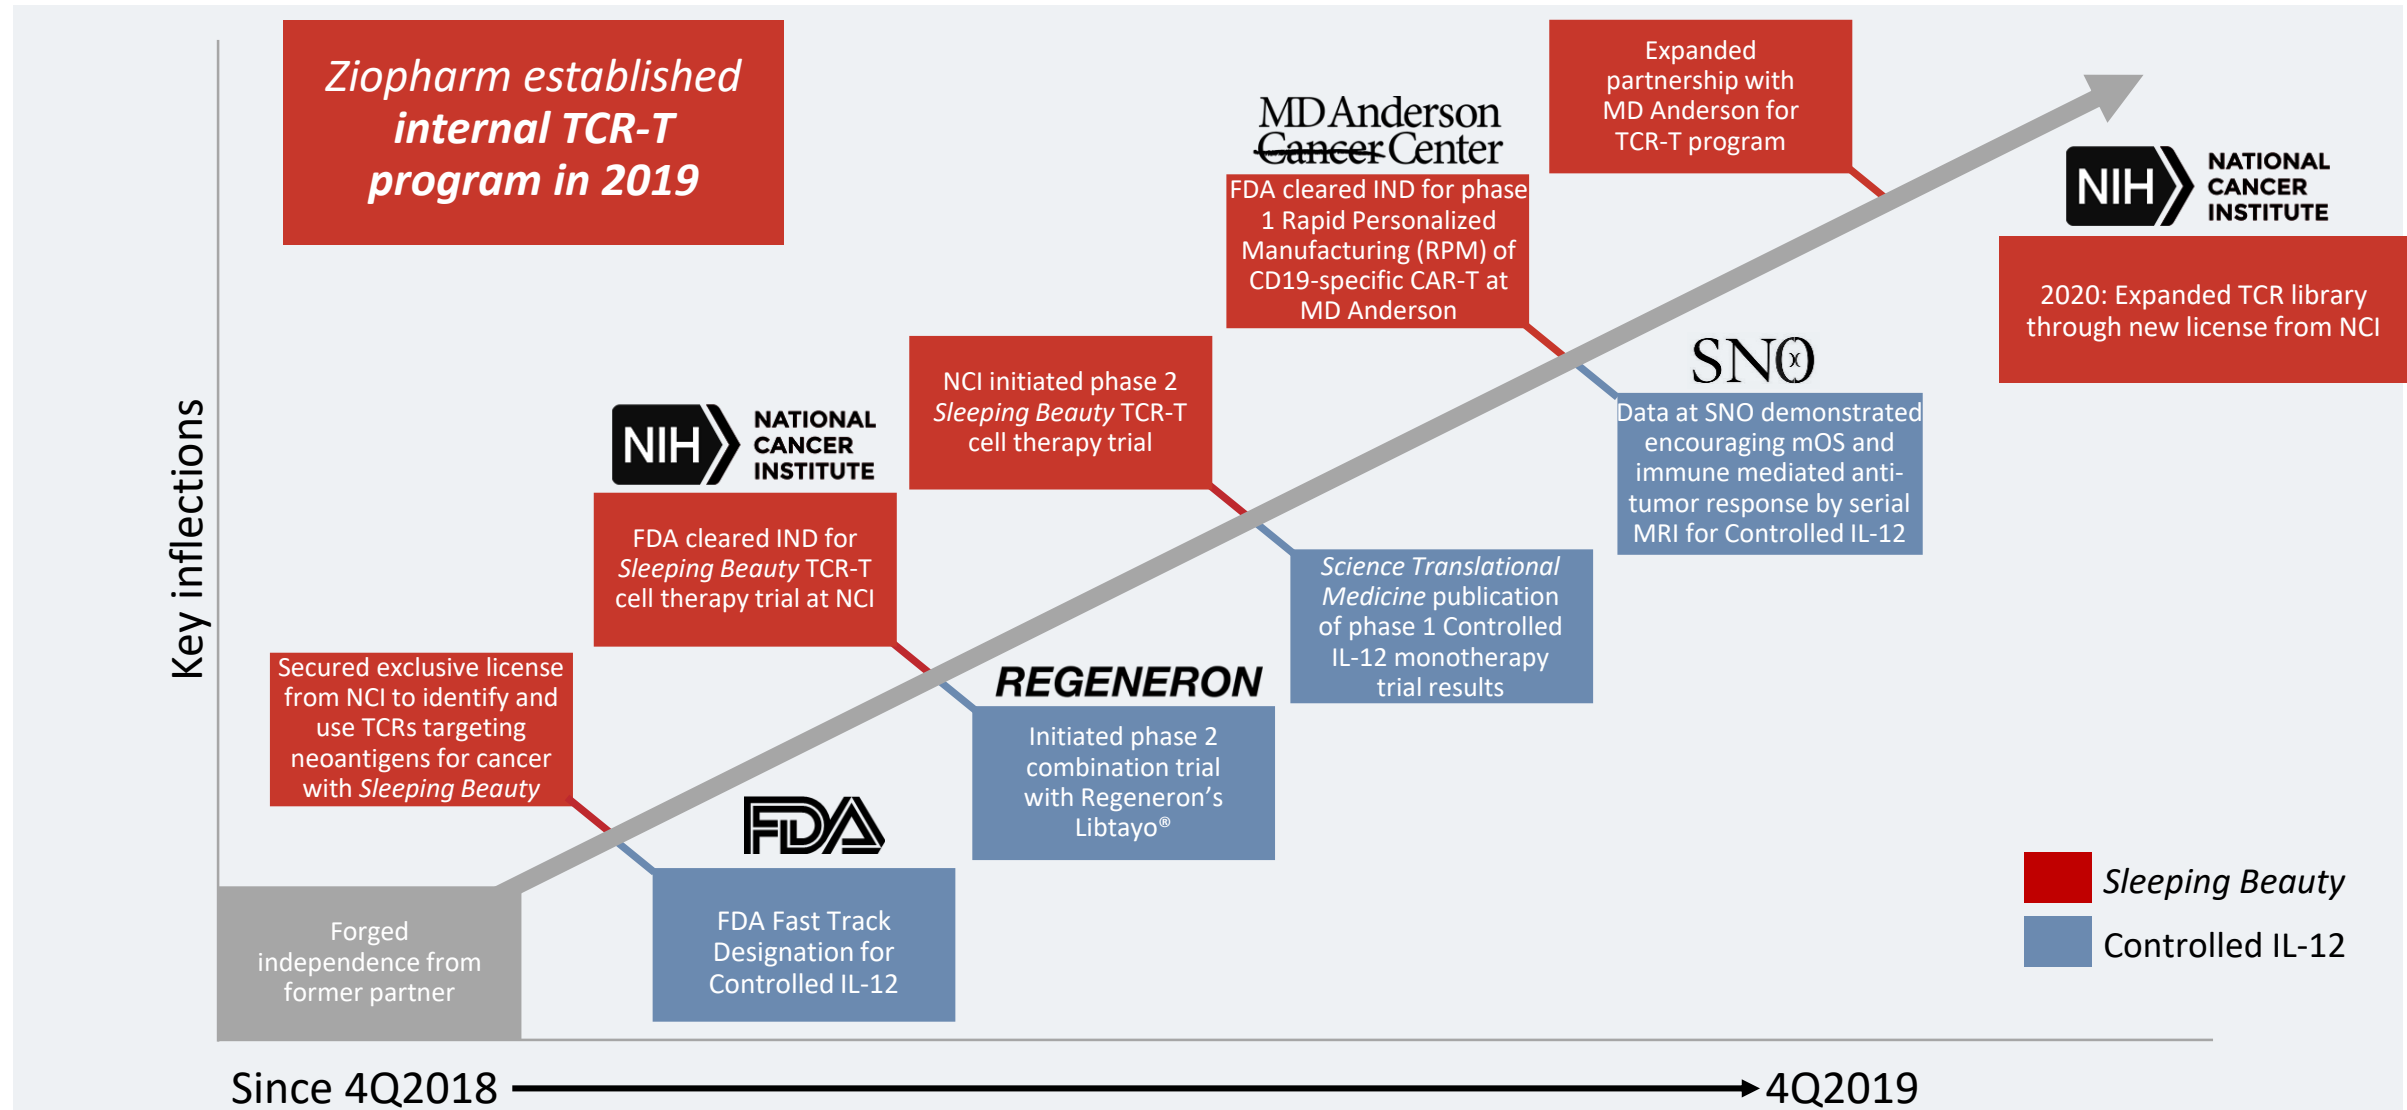 Ziopharm established
internal TCR-T
program in 2019
Expanded
partnership with
MD Anderson for
TCR-T program
MD Anderson
Cancer Center
FDA cleared IND for phase
1 Rapid Personalized
Manufacturing (RPM) of
CD19-specific CAR-T at
MD Anderson
NIH
NATIONAL
CANCER
INSTITUTE
2020: Expanded TCR library
through new license from NCI
NCI initiated phase 2
Sleeping Beauty TCR-T
cell therapy trial
SNO
Data at SNO demonstrated
encouraging mOS and
immune mediated anti-
tumor response by serial
MRI for Controlled IL-12
NIH
NATIONAL
CANCER
INSTITUTE
FDA cleared IND for
Sleeping Beauty TCR-T
cell therapy trial at NCI
Science Translational
Medicine publication
of phase 1 Controlled
IL-12 monotherapy
trial results
Key inflections
Secured exclusive license
from NCI to identify and
use TCRs targeting
neoantigens for cancer
with Sleeping Beauty
REGENERON
Initiated phase 2
combination trial
with Regeneron’s
Libtayo®
FDA
FDA Fast Track
Designation for
Controlled IL-12
Forged
independence from
former partner
Sleeping Beauty
Controlled IL-12
Since 4Q2018
4Q2019